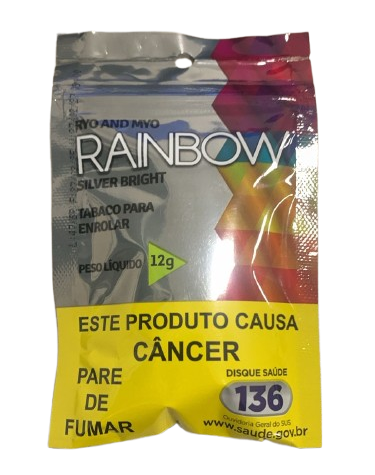 RYO AND MYO
RAINBOW
SILVER BRIGHT
TABACO PARA
ENROLAR
PESO LÍQUIDO 12g
ESTE PRODUTO CAUSA
CÂNCER
PARE
DE
FUMAR
DISQUE SAÚDE
136
Ouvidoria Geral do SUS
www.saude.gov.br